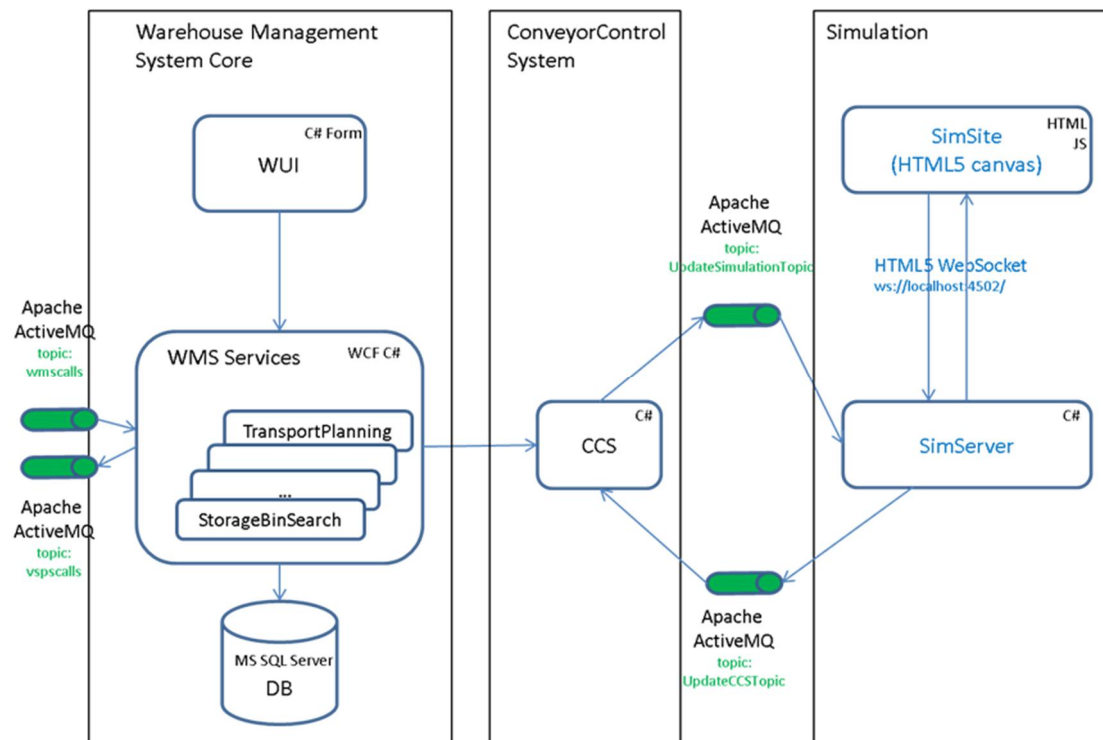 Warehouse Management
System Core
C# Form
WUI
Apache
ActiveMQ
topic:
wmscalls
WMS Services
WCF C#
TransportPlanning
...
StorageBinSearch
Apache
ActiveMQ
topic:
vspscalls
MS SQL Server
DB
ConveyorControl
System
C#
CCS
Apache
ActiveMQ
topic:
UpdateSimulationTopic
Apache
ActiveMQ
topic:
UpdateCCSTopic
Simulation
HTML
JS
SimSite
(HTML5 canvas)
HTML5 WebSocket
ws://localhost:4502/
C#
SimServer